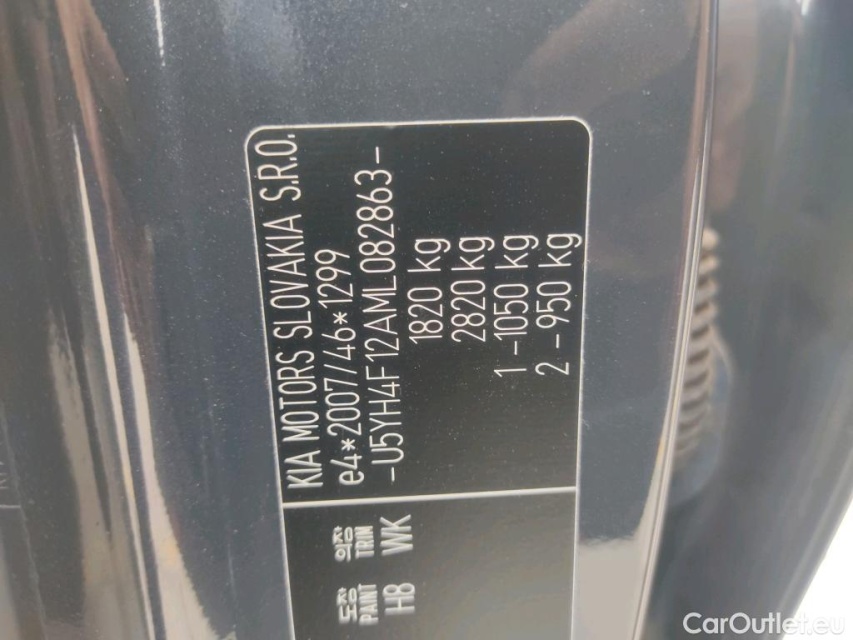 KIA MOTORS SLOVAKIA S.R.O.
e4*2007/46*1299
-U5YH4F12AML082863-
1820 kg
2820 kg
1 -1050 kg
2 -950 kg
도장 외장
PAINT TRIM
H8 WK
CarOutlet.eu